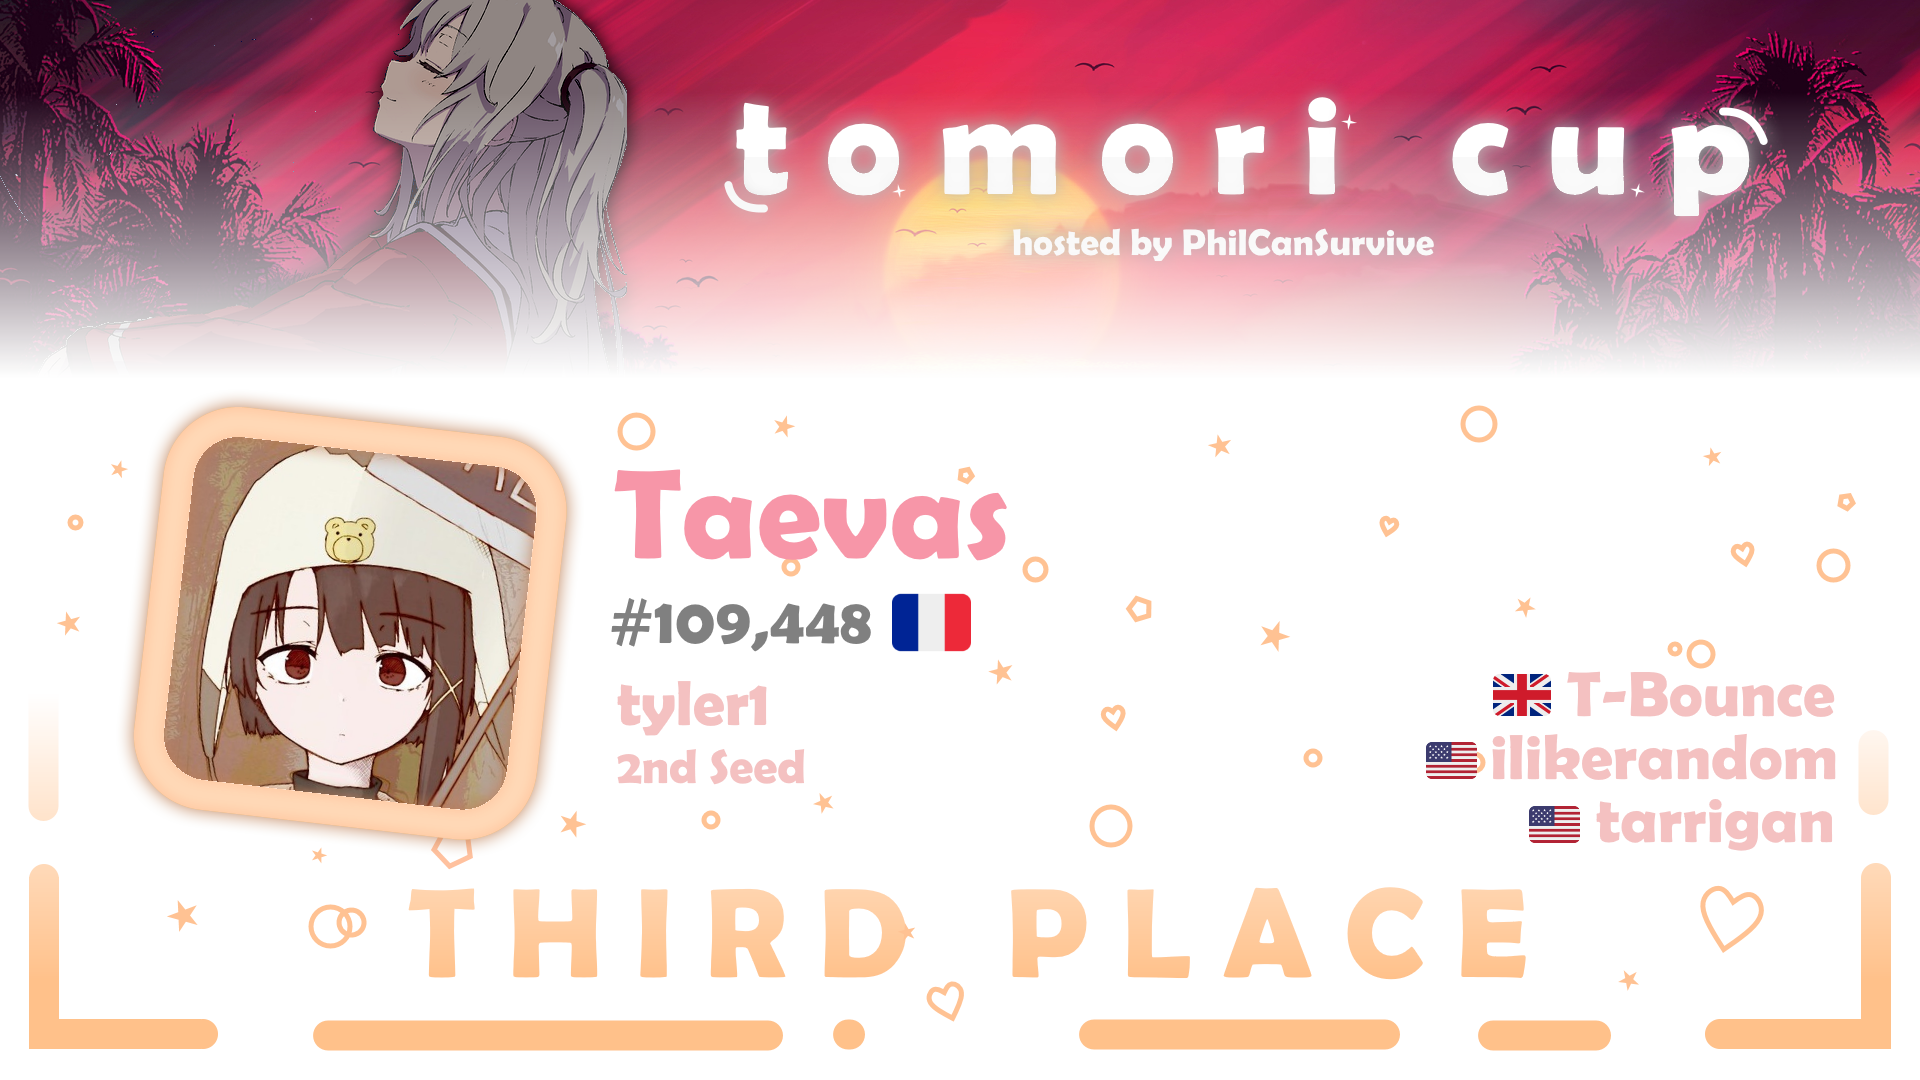 tomori cup
hosted by PhilCanSurvive
Taevas
#109,448
tyler1
2nd Seed
T-Bounce
ilikerandom
tarrigan
THIRD PLACE